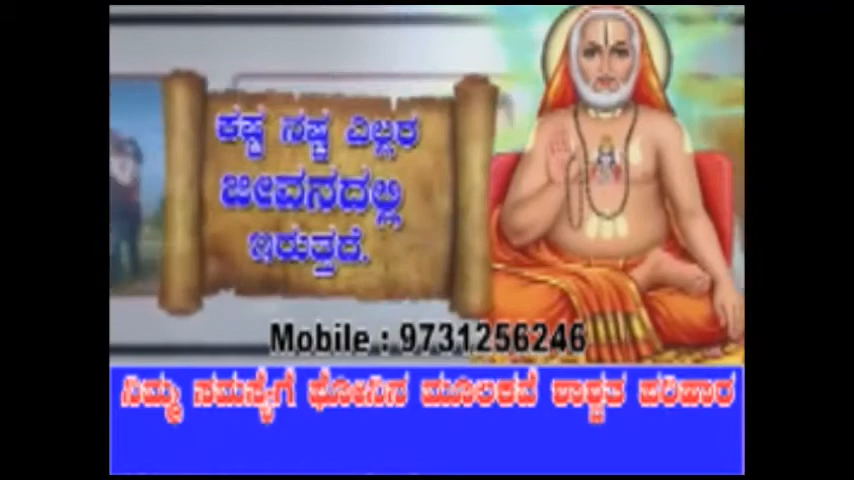 ಕಷ್ಟ ನಷ್ಟ ಎಲ್ಲರ
ಜೀವನದಲ್ಲಿ
ಇರುತ್ತದೆ.
Mobile : 9731256246
ನಿಮ್ಮ ಸಮಸ್ಯೆಗೆ ಫೋನಿನ ಮೂಲಕವೆ ಶಾಶ್ವತ ಪರಿಹಾರ